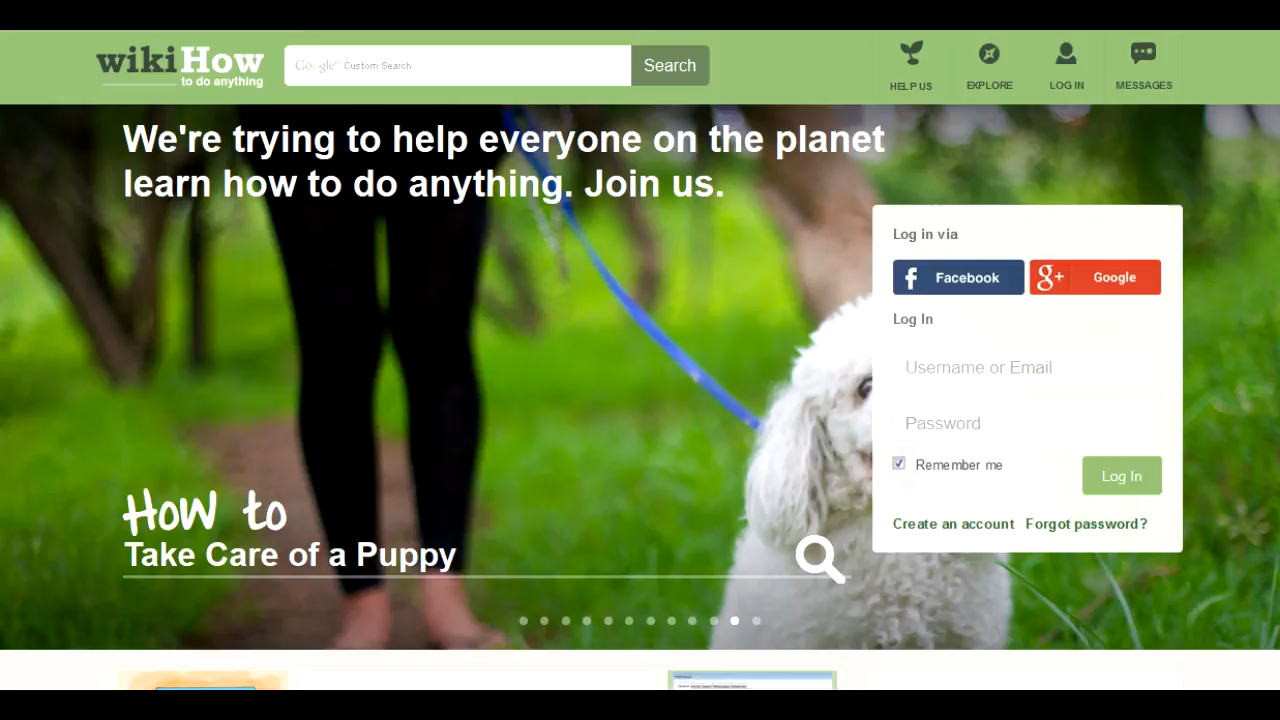 wikiHow
to do anything
Google™ Custom Search
Search
HELP US
EXPLORE
LOG IN
MESSAGES
We're trying to help everyone on the planet
learn how to do anything. Join us.
Log in via
Facebook
g+ Google
Log In
Username or Email
Password
Remember me
Log In
Create an account Forgot password?
How to
Take Care of a Puppy